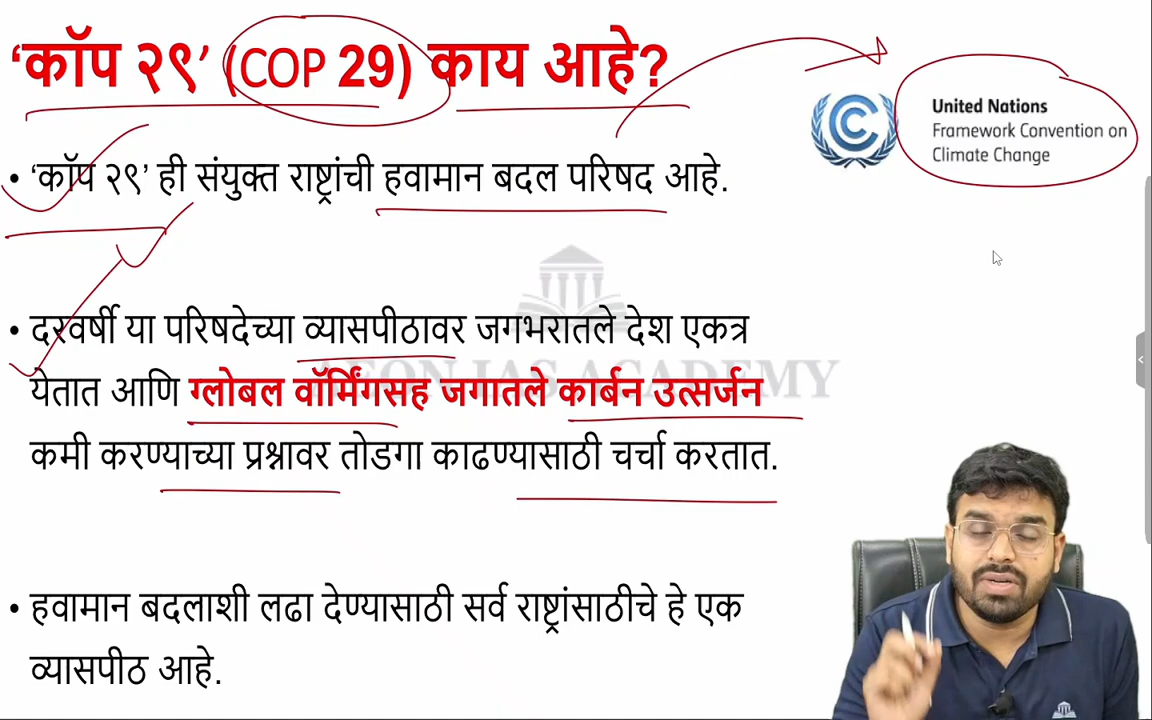 ‘कॉप २९’ (COP 29) काय आहे?
United Nations
Framework Convention on
Climate Change
• ‘कॉप २९’ ही संयुक्त राष्ट्रांची हवामान बदल परिषद आहे.
• दरवर्षी या परिषदेच्या व्यासपीठावर जगभरातले देश एकत्र
येतात आणि ग्लोबल वॉर्मिंगसह जगातले कार्बन उत्सर्जन
कमी करण्याच्या प्रश्नावर तोडगा काढण्यासाठी चर्चा करतात.
• हवामान बदलाशी लढा देण्यासाठी सर्व राष्ट्रांसाठीचे हे एक
व्यासपीठ आहे.